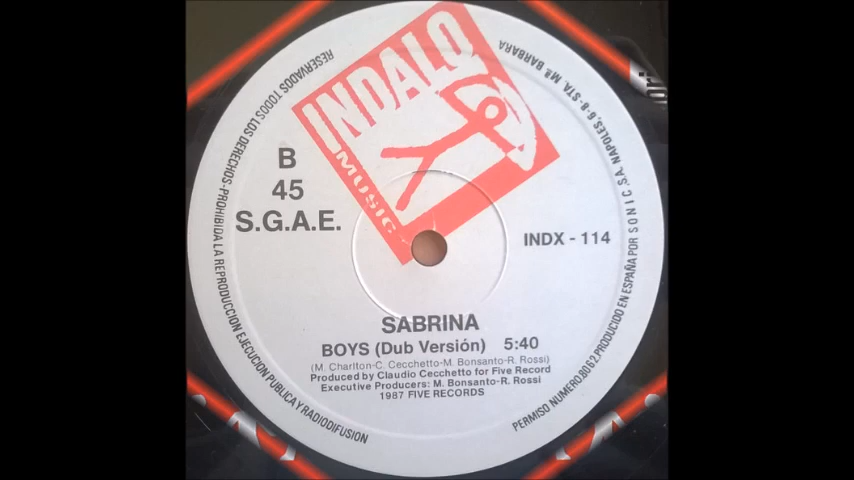 INDALO
MUSIC
B
45
S.G.A.E.
INDX - 114
SABRINA
BOYS (Dub Versión) 5:40
(M. Charlton-C. Cecchetto-M. Bonsanto-R. Rossi)
Produced by Claudio Cecchetto for Five Record
Executive Producers: M. Bonsanto-R. Rossi
1987 FIVE RECORDS
RESERVADOS TODOS LOS DERECHOS-PROHIBIDA LA REPRODUCCION EJECUCION PUBLICA Y RADIODIFUSION
PERMISO NUMERO.8062.PRODUCIDO EN ESPAÑA POR S O N I C S.A. NAPOLES,6-8-STA. Mª BARBARA